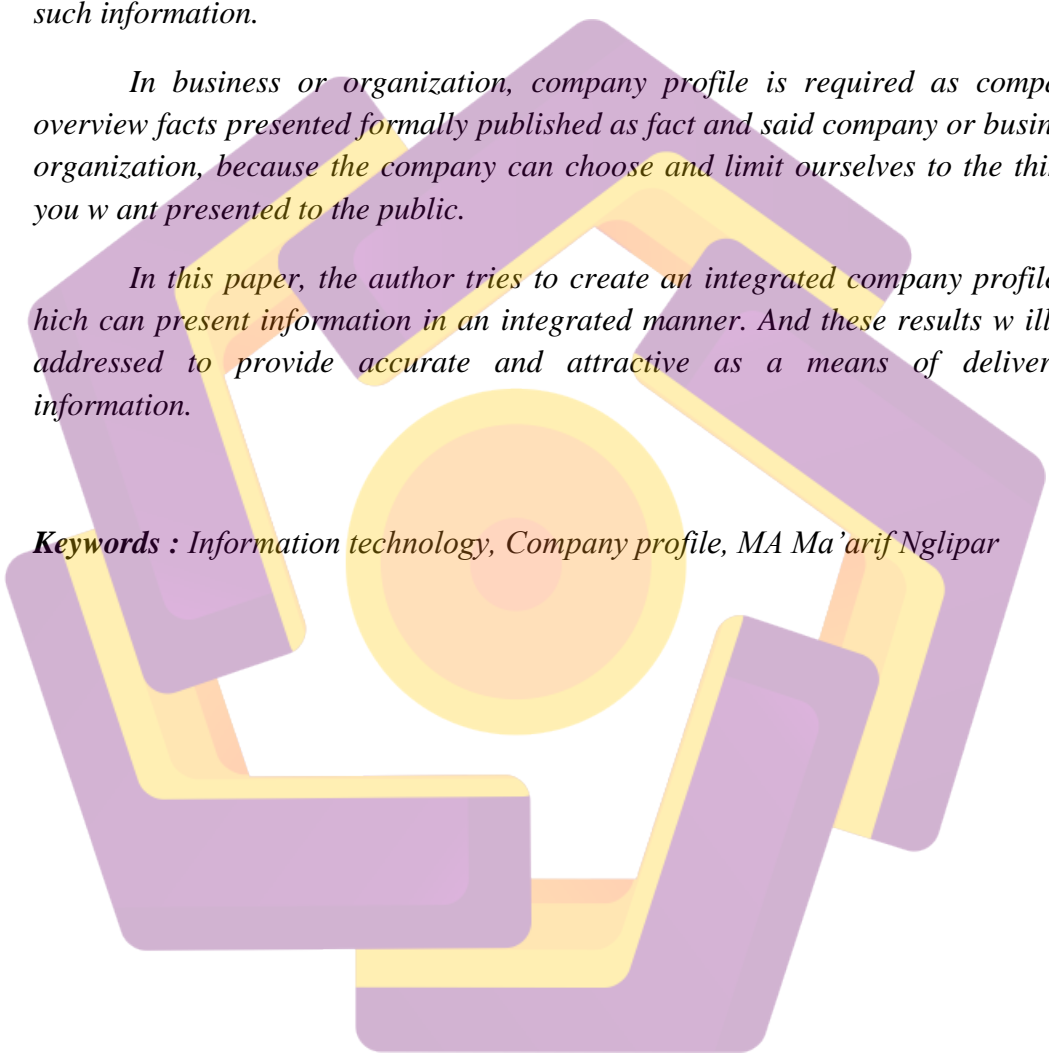 such information.
In business or organization, company profile is required as compa
overview facts presented formally published as fact and said company or busin
organization, because the company can choose and limit ourselves to the thi
you w ant presented to the public.
In this paper, the author tries to create an integrated company profile
hich can present information in an integrated manner. And these results w ill
addressed to provide accurate and attractive as a means of deliver
information.
Keywords : Information technology, Company profile, MA Ma’arif Nglipar